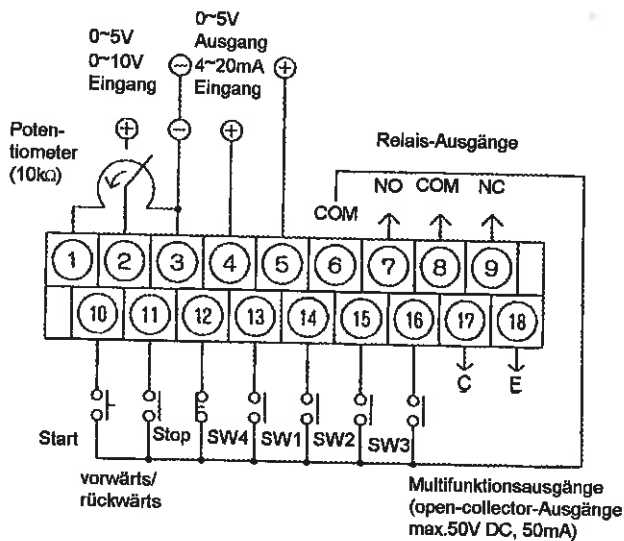 0~5V
0~10V
Eingang
0~5V
Ausgang
4~20mA
Eingang
Poten-
tiometer
(10kΩ)
Relais-Ausgänge
NO COM NC
COM
1 2 3 4 5 6 7 8 9
10 11 12 13 14 15 16 17 18
C E
Start Stop SW4 SW1 SW2 SW3
vorwärts/
rückwärts
Multifunktionsausgänge
(open-collector-Ausgänge
max.50V DC, 50mA)